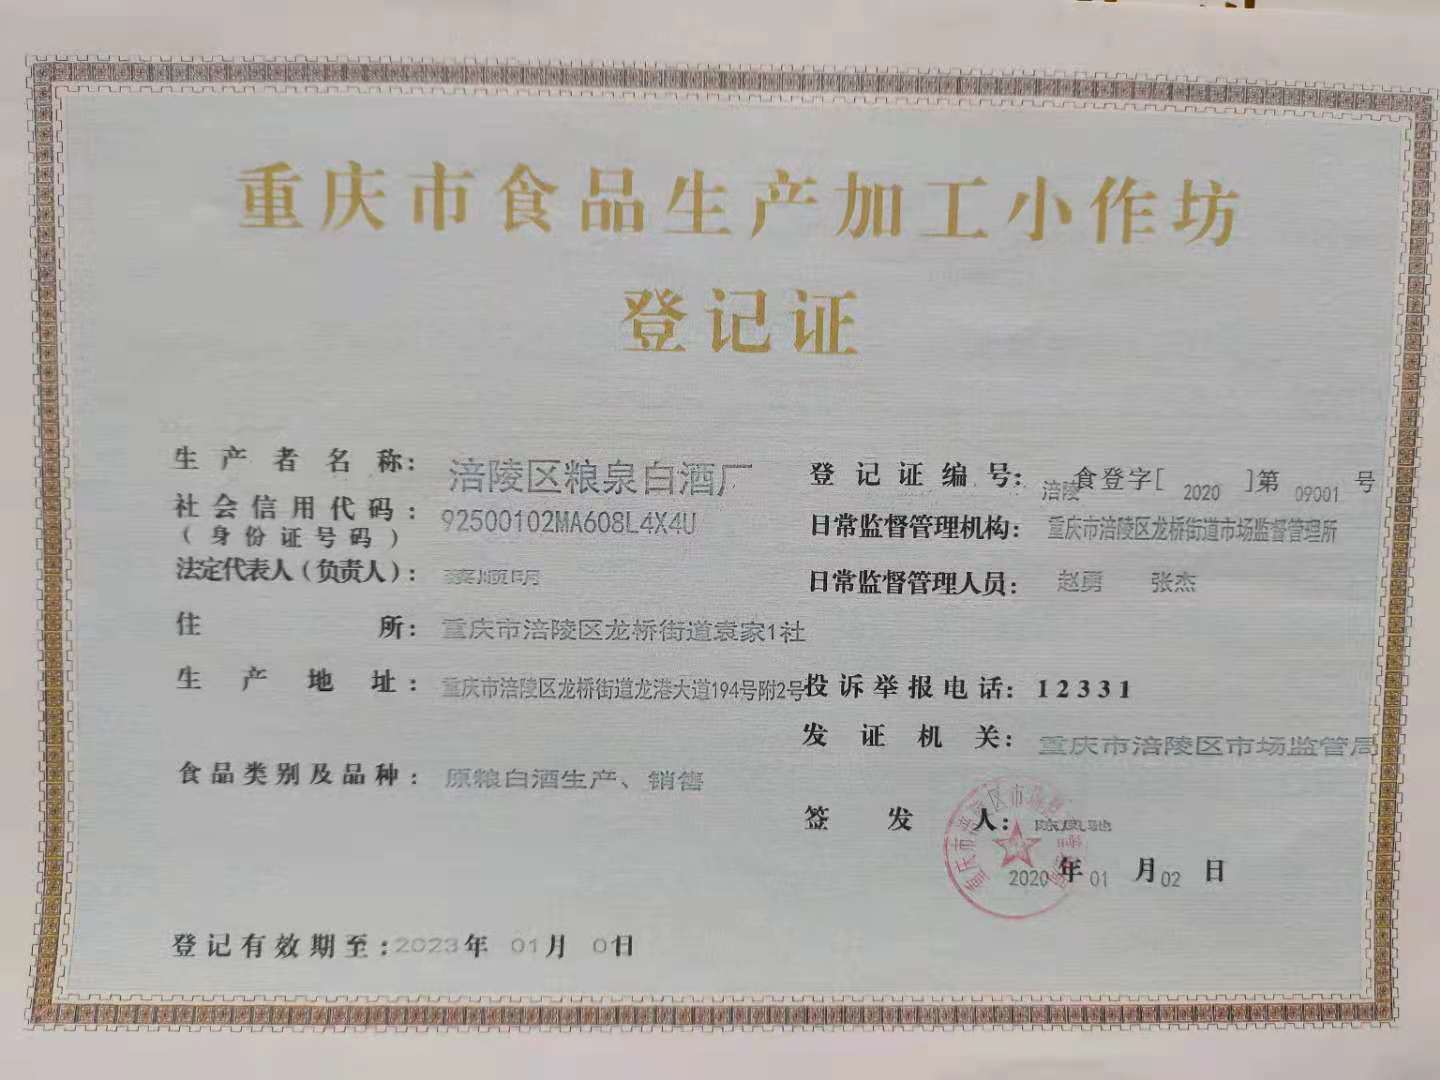 重庆市食品生产加工小作坊
登记证
生产者名称：涪陵区粮泉白酒厂
社会信用代码：92500102MA608L4X4U
（身份证号码）
法定代表人（负责人）：蔡顺明
住所：重庆市涪陵区龙桥街道袁家1社
生产地址：重庆市涪陵区龙桥街道龙港大道194号附2号
食品类别及品种：原粮白酒生产、销售
登记有效期至：2023年01月0日
登记证编号：涪陵食登字[2020]第09001号
日常监督管理机构：重庆市涪陵区龙桥街道市场监督管理所
日常监督管理人员：赵勇 张杰
投诉举报电话：12331
发证机关：重庆市涪陵区市场监管局
签发人：陈
2020年01月02日